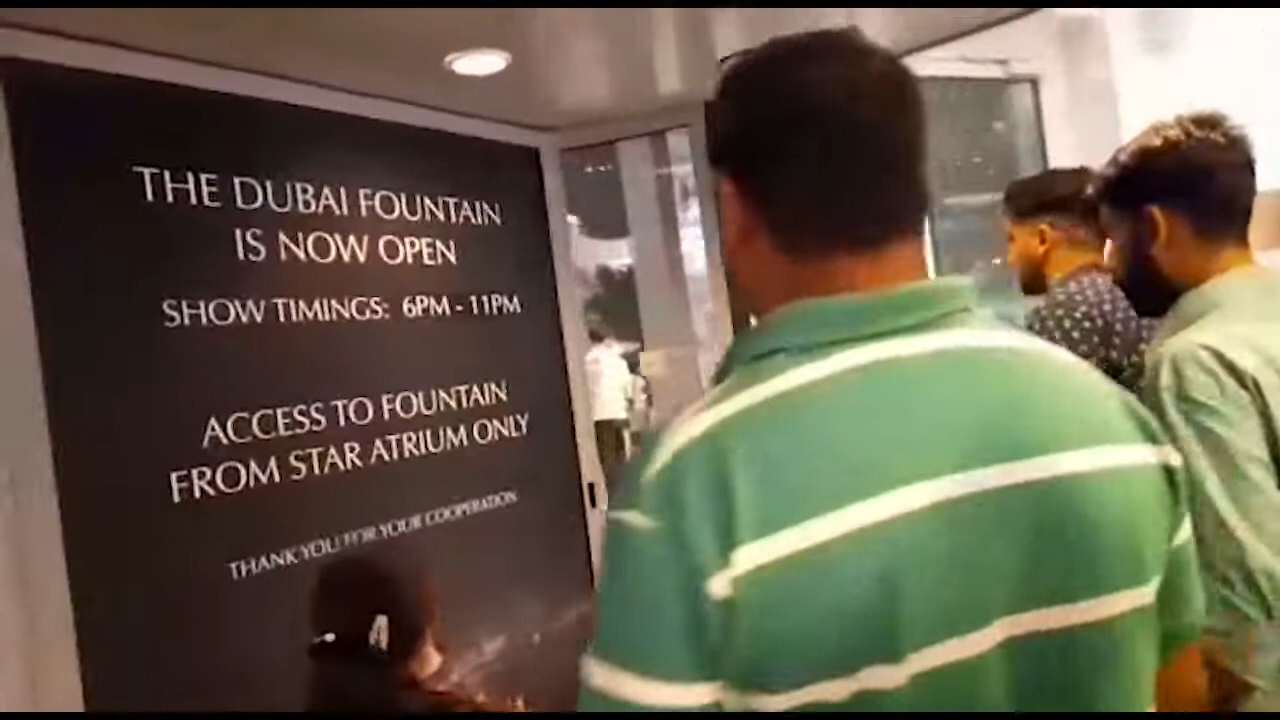 THE DUBAI FOUNTAIN
IS NOW OPEN
SHOW TIMINGS: 6PM - 11PM
ACCESS TO FOUNTAIN
FROM STAR ATRIUM ONLY
THANK YOU FOR YOUR COOPERATION